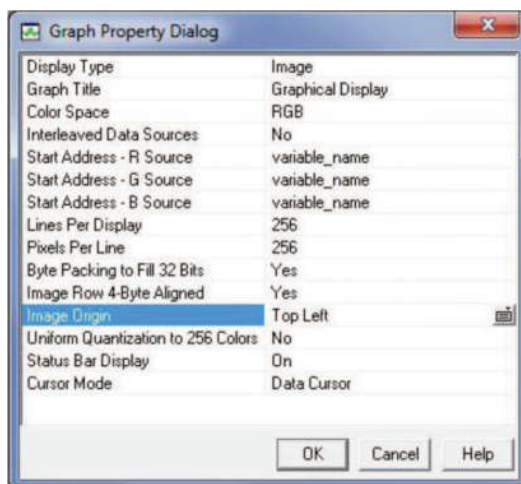 Graph Property Dialog
Display Type Image
Graph Title Graphical Display
Color Space RGB
Interleaved Data Sources No
Start Address - R Source variable_name
Start Address - G Source variable_name
Start Address - B Source variable_name
Lines Per Display 256
Pixels Per Line 256
Byte Packing to Fill 32 Bits Yes
Image Row 4-Byte Aligned Yes
Image Origin Top Left
Uniform Quantization to 256 Colors No
Status Bar Display On
Cursor Mode Data Cursor
OK Cancel Help